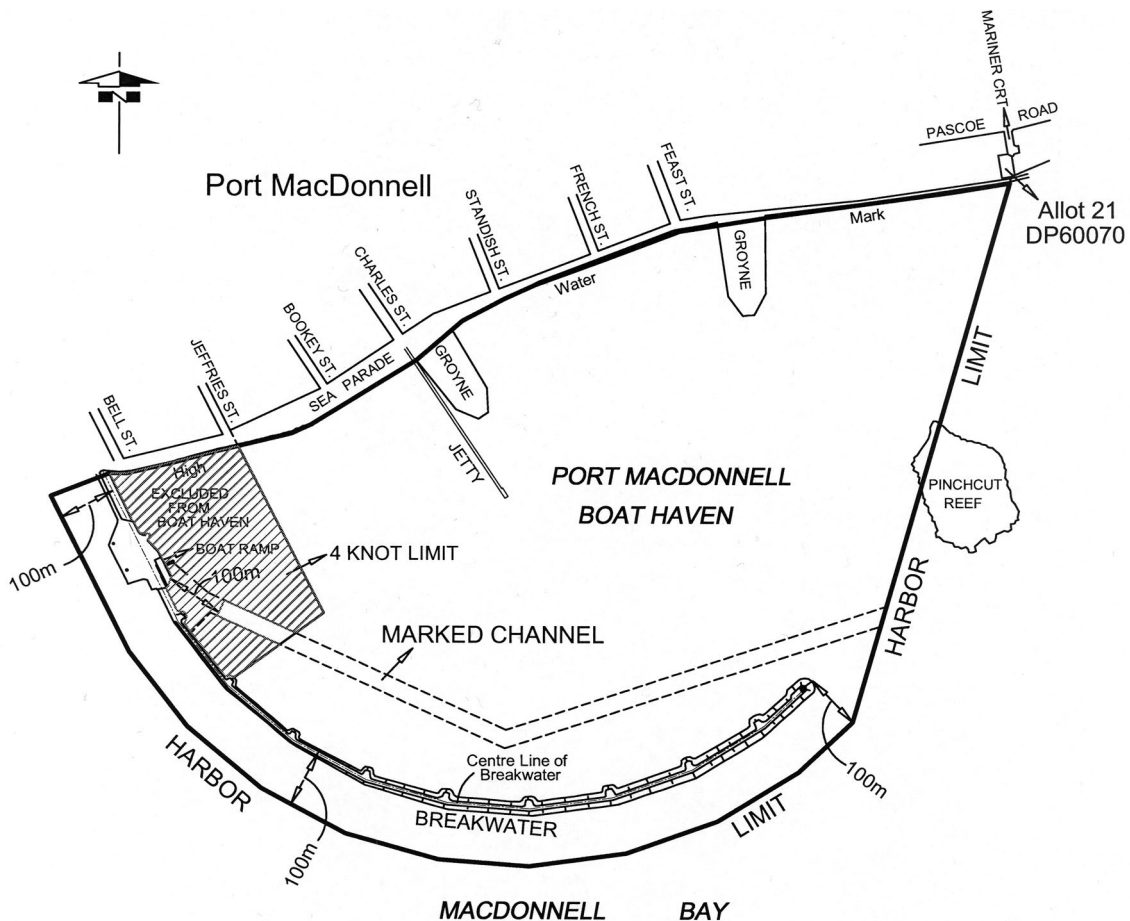 MARINER CRT
PASCOE ROAD
N
Port MacDonnell
FEAST ST.
FRENCH ST.
STANDISH ST.
CHARLES ST.
BOOKEY ST.
JEFFRIES ST.
BELL ST.
Allot 21
DP60070
Mark
Water
High
GROYNE
GROYNE
SEA PARADE
JETTY
LIMIT
HARBOR
PINCHCUT
REEF
PORT MACDONNELL
BOAT HAVEN
EXCLUDED
FROM
BOAT HAVEN
BOAT RAMP
100m
100m
4 KNOT LIMIT
MARKED CHANNEL
Centre Line of
Breakwater
BREAKWATER
HARBOR
LIMIT
100m
100m
MACDONNELL BAY